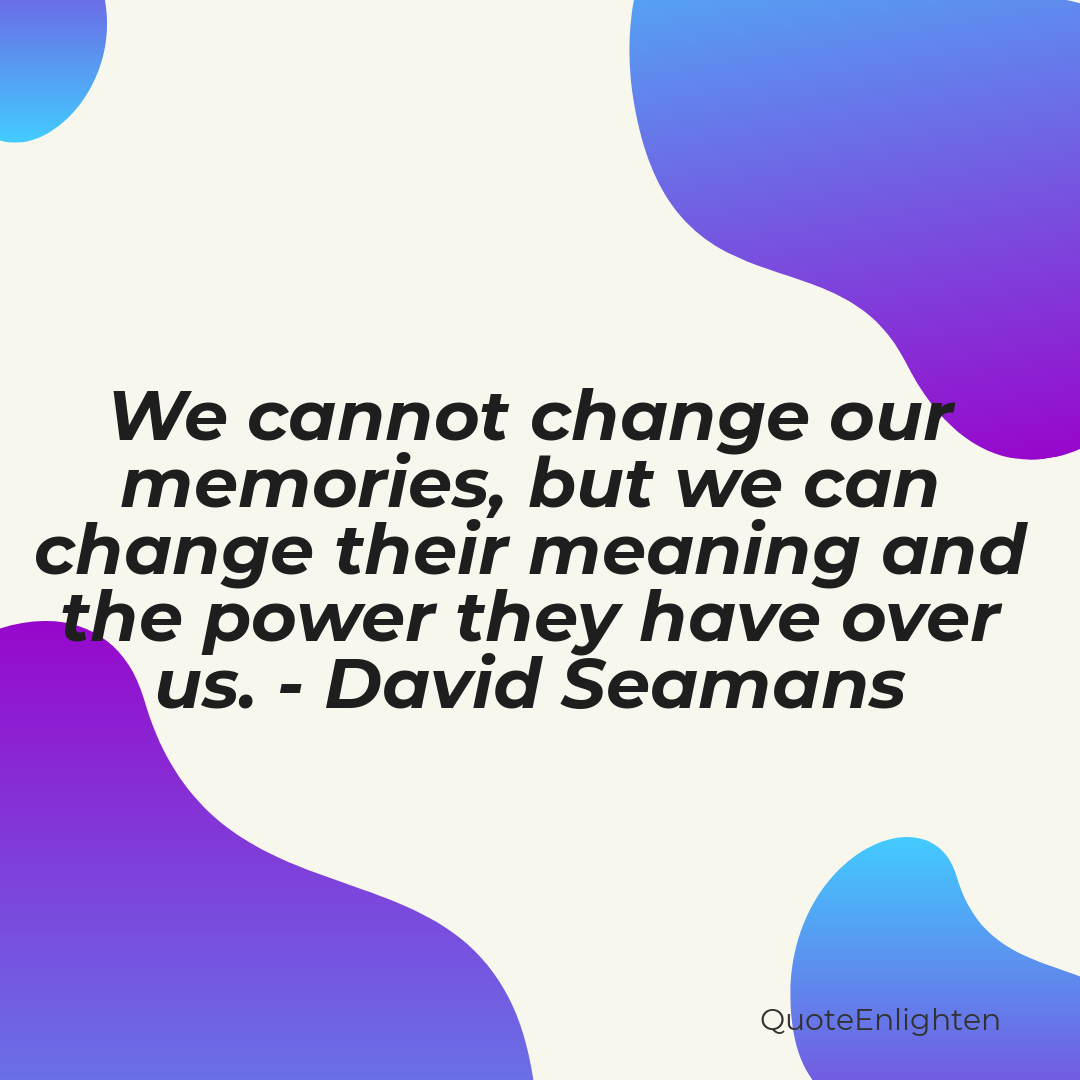 We cannot change our
memories, but we can
change their meaning and
the power they have over
us. - David Seamans
QuoteEnlighten